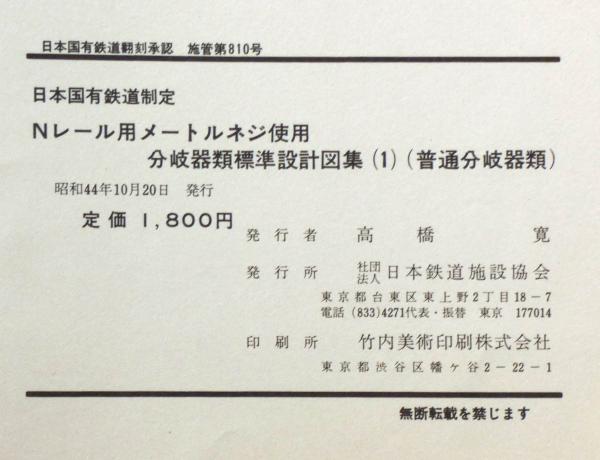 日本国有鉄道翻刻承認　施管第810号
日本国有鉄道制定
Nレール用メートルネジ使用
分岐器類標準設計図集(1)(普通分岐器類)
昭和44年10月20日　発行
定価 1,800円
発行者　高橋　寛
発行所　社団法人日本鉄道施設協会
東京都台東区東上野2丁目18－7
電話(833)4271代表・振替　東京　177014
印刷所　竹内美術印刷株式会社
東京都渋谷区幡ヶ谷2－22－1
無断転載を禁じます